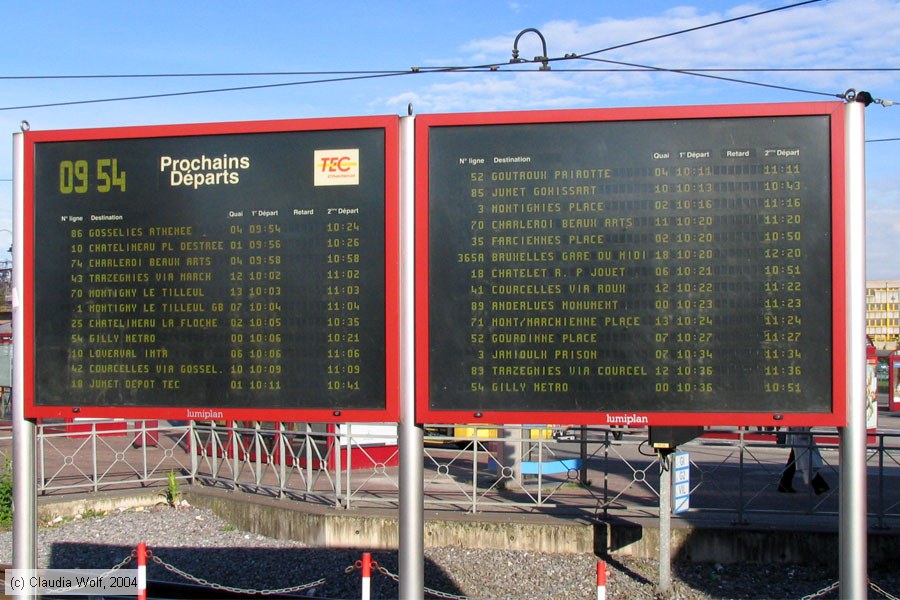 09 54 Prochains Départs TEC
N° ligne Destination Quai 1er Départ Retard 2ème Départ
86 GOSSELIES ATHENEE 04 09:54 10:24
10 CHATELINEAU PL DESTREE 01 09:56 10:26
74 CHARLEROI BEAUX ARTS 04 09:58 10:58
43 TRAZEGNIES VIA MARCH 12 10:02 11:02
70 MONTIGNY LE TILLEUL 13 10:03 11:03
1 MONTIGNY LE TILLEUL GB 07 10:04 11:04
25 CHATELINEAU LA FLOCHE 02 10:05 10:35
54 GILLY METRO 00 10:06 10:21
10 LOVERVAL IMTR 06 10:06 11:06
42 COURCELLES VIA GOSSEL. 10 10:09 11:09
18 JUMET DEPOT TEC 01 10:11 10:41
lumiplan
N° ligne Destination Quai 1er Départ Retard 2ème Départ
52 GOUTROUX PAIROTTE 04 10:11 11:11
85 JUMET GOHISSART 10 10:13 10:43
3 MONTIGNIES PLACE 02 10:16 11:16
70 CHARLEROI BEAUX ARTS 11 10:20 11:20
35 FARCIENNES PLACE 02 10:20 10:50
365A BRUXELLES GARE DU MIDI 18 10:20 12:20
18 CHATELET R. P JOUET 06 10:21 10:51
41 COURCELLES VIA ROUX 12 10:22 11:22
89 ANDERLUES MONUMENT 00 10:23 11:23
71 MONT/MARCHIENNE PLACE 13 10:24 11:24
52 GOURDINNE PLACE 07 10:27 11:27
3 JAMIOULX PRISON 07 10:34 11:34
89 TRAZEGNIES VIA COURCEL 12 10:36 11:36
54 GILLY METRO 00 10:36 10:51
lumiplan
© Claudia Wolf, 2004